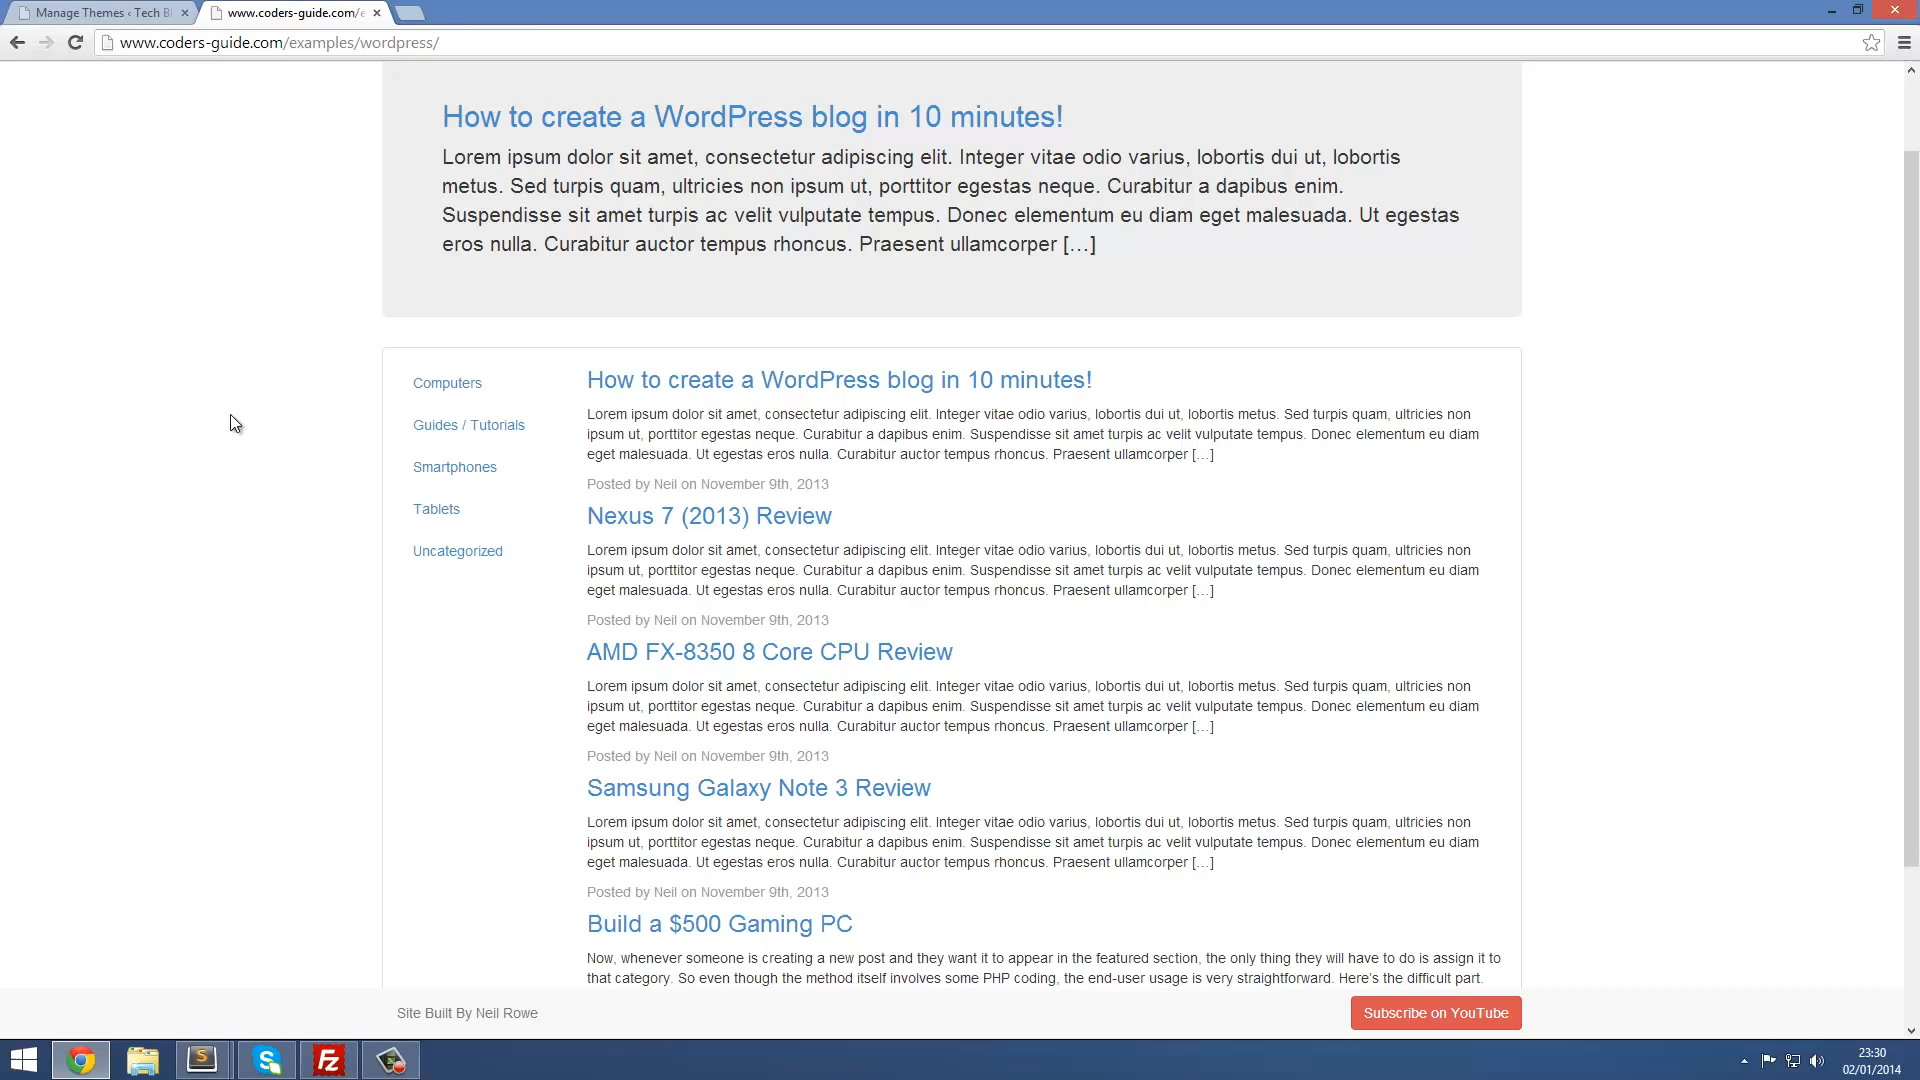 Manage Themes ‹ Tech Bl
www.coders-guide.com/e
www.coders-guide.com/examples/wordpress/
How to create a WordPress blog in 10 minutes!
Lorem ipsum dolor sit amet, consectetur adipiscing elit. Integer vitae odio varius, lobortis dui ut, lobortis
metus. Sed turpis quam, ultricies non ipsum ut, porttitor egestas neque. Curabitur a dapibus enim.
Suspendisse sit amet turpis ac velit vulputate tempus. Donec elementum eu diam eget malesuada. Ut egestas
eros nulla. Curabitur auctor tempus rhoncus. Praesent ullamcorper […]
Computers
Guides / Tutorials
Smartphones
Tablets
Uncategorized
How to create a WordPress blog in 10 minutes!
Lorem ipsum dolor sit amet, consectetur adipiscing elit. Integer vitae odio varius, lobortis dui ut, lobortis metus. Sed turpis quam, ultricies non
ipsum ut, porttitor egestas neque. Curabitur a dapibus enim. Suspendisse sit amet turpis ac velit vulputate tempus. Donec elementum eu diam
eget malesuada. Ut egestas eros nulla. Curabitur auctor tempus rhoncus. Praesent ullamcorper […]
Posted by Neil on November 9th, 2013
Nexus 7 (2013) Review
Lorem ipsum dolor sit amet, consectetur adipiscing elit. Integer vitae odio varius, lobortis dui ut, lobortis metus. Sed turpis quam, ultricies non
ipsum ut, porttitor egestas neque. Curabitur a dapibus enim. Suspendisse sit amet turpis ac velit vulputate tempus. Donec elementum eu diam
eget malesuada. Ut egestas eros nulla. Curabitur auctor tempus rhoncus. Praesent ullamcorper […]
Posted by Neil on November 9th, 2013
AMD FX-8350 8 Core CPU Review
Lorem ipsum dolor sit amet, consectetur adipiscing elit. Integer vitae odio varius, lobortis dui ut, lobortis metus. Sed turpis quam, ultricies non
ipsum ut, porttitor egestas neque. Curabitur a dapibus enim. Suspendisse sit amet turpis ac velit vulputate tempus. Donec elementum eu diam
eget malesuada. Ut egestas eros nulla. Curabitur auctor tempus rhoncus. Praesent ullamcorper […]
Posted by Neil on November 9th, 2013
Samsung Galaxy Note 3 Review
Lorem ipsum dolor sit amet, consectetur adipiscing elit. Integer vitae odio varius, lobortis dui ut, lobortis metus. Sed turpis quam, ultricies non
ipsum ut, porttitor egestas neque. Curabitur a dapibus enim. Suspendisse sit amet turpis ac velit vulputate tempus. Donec elementum eu diam
eget malesuada. Ut egestas eros nulla. Curabitur auctor tempus rhoncus. Praesent ullamcorper […]
Posted by Neil on November 9th, 2013
Build a $500 Gaming PC
Now, whenever someone is creating a new post and they want it to appear in the featured section, the only thing they will have to do is assign it to
that category. So even though the method itself involves some PHP coding, the end-user usage is very straightforward. Here's the difficult part.
Site Built By Neil Rowe
Subscribe on YouTube
23:30
02/01/2014